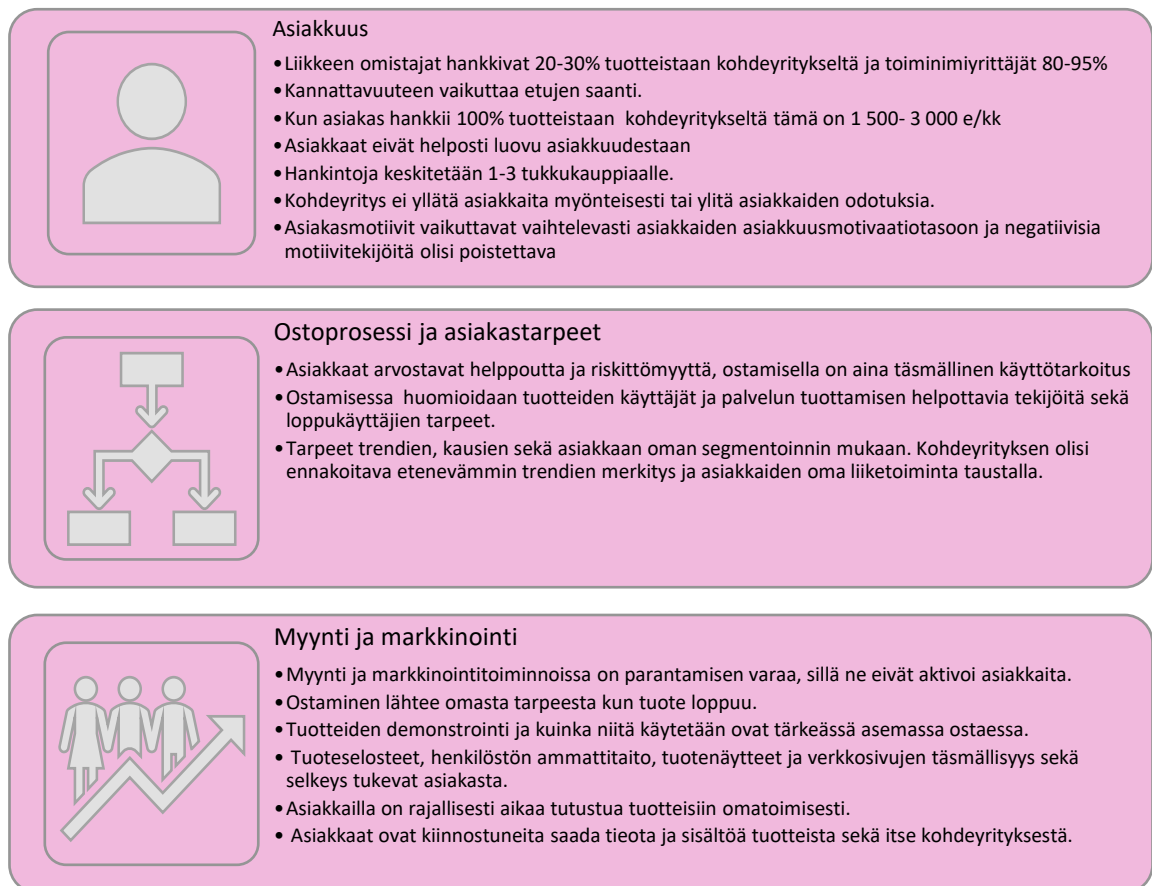 Asiakkuus
•Liikkeen omistajat hankkivat 20-30% tuotteistaan kohdeyritykseltä ja toiminimiyrittäjät 80-95%
•Kannattavuuteen vaikuttaa etujen saanti.
•Kun asiakas hankkii 100% tuotteistaan kohdeyritykseltä tämä on 1 500- 3 000 e/kk
•Asiakkaat eivät helposti luovu asiakkuudestaan
•Hankintoja keskitetään 1-3 tukkukauppiaalle.
•Kohdeyritys ei yllätä asiakkaita myönteisesti tai ylitä asiakkaiden odotuksia.
•Asiakasmotiivit vaikuttavat vaihtelevasti asiakkaiden asiakkuusmotivaatiotasoon ja negatiivisia
motiivitekijöitä olisi poistettava
Ostoprosessi ja asiakastarpeet
•Asiakkaat arvostavat helppoutta ja riskittömyyttä, ostamisella on aina täsmällinen käyttötarkoitus
•Ostamisessa huomioidaan tuotteiden käyttäjät ja palvelun tuottamisen helpottavia tekijöitä sekä
loppukäyttäjien tarpeet.
•Tarpeet trendien, kausien sekä asiakkaan oman segmentoinnin mukaan. Kohdeyrityksen olisi
ennakoitava etenevämmin trendien merkitys ja asiakkaiden oma liiketoiminta taustalla.
Myynti ja markkinointi
•Myynti ja markkinointitoiminnoissa on parantamisen varaa, sillä ne eivät aktivoi asiakkaita.
•Ostaminen lähtee omasta tarpeesta kun tuote loppuu.
•Tuotteiden demonstrointi ja kuinka niitä käytetään ovat tärkeässä asemassa ostaessa.
• Tuoteselosteet, henkilöstön ammattitaito, tuotenäytteet ja verkkosivujen täsmällisyys sekä
selkeys tukevat asiakasta.
•Asiakkailla on rajallisesti aikaa tutustua tuotteisiin omatoimisesti.
• Asiakkaat ovat kiinnostuneita saada tieota ja sisältöä tuotteista sekä itse kohdeyrityksestä.